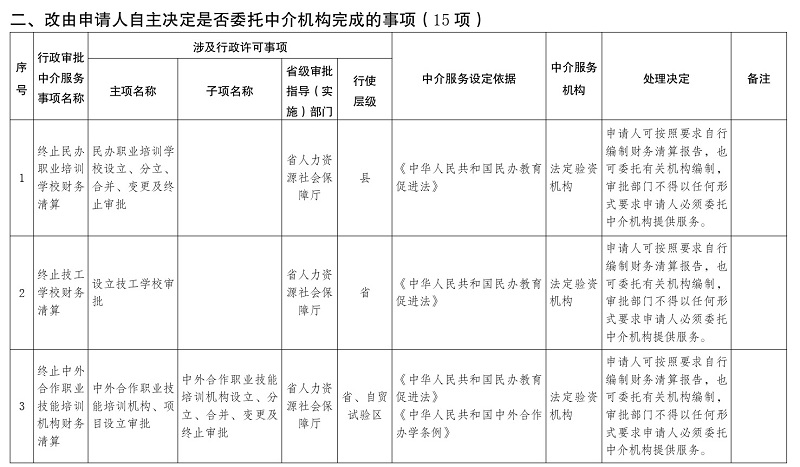 二、改由申请人自主决定是否委托中介机构完成的事项（15 项）
序号
行政审批
中介服务
事项名称
涉及行政许可事项
主项名称
子项名称
省级审批
指导（实
施）部门
行使
层级
中介服务设定依据
中介服务
机构
处理决定
备注
1
终止民办
职业培训
学校财务
清算
民办职业培训学
校设立、分立、
合并、变更及终
止审批
省人力资
源社会保
障厅
县
《中华人民共和国民办教育
促进法》
法定验资
机构
申请人可按照要求自行
编制财务清算报告，也
可委托有关机构编制，
审批部门不得以任何形
式要求申请人必须委托
中介机构提供服务。
2
终止技工
学校财务
清算
设立技工学校审
批
省人力资
源社会保
障厅
省
《中华人民共和国民办教育
促进法》
法定验资
机构
申请人可按照要求自行
编制财务清算报告，也
可委托有关机构编制，
审批部门不得以任何形
式要求申请人必须委托
中介机构提供服务。
3
终止中外
合作职业
技能培训
机构财务
清算
中外合作职业技
能培训机构、项
目设立审批
中外合作职业技能
培训机构设立、分
立、合并、变更及
终止审批
省人力资
源社会保
障厅
省、自贸
试验区
《中华人民共和国民办教育
促进法》
《中华人民共和国中外合作
办学条例》
法定验资
机构
申请人可按照要求自行
编制财务清算报告，也
可委托有关机构编制，
审批部门不得以任何形
式要求申请人必须委托
中介机构提供服务。